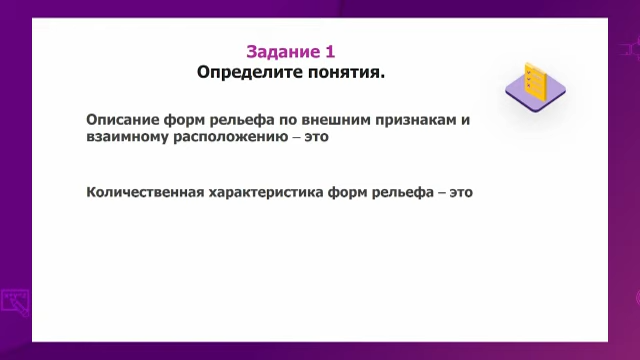 Задание 1
Определите понятия.
Описание форм рельефа по внешним признакам и
взаимному расположению – это
Количественная характеристика форм рельефа – это